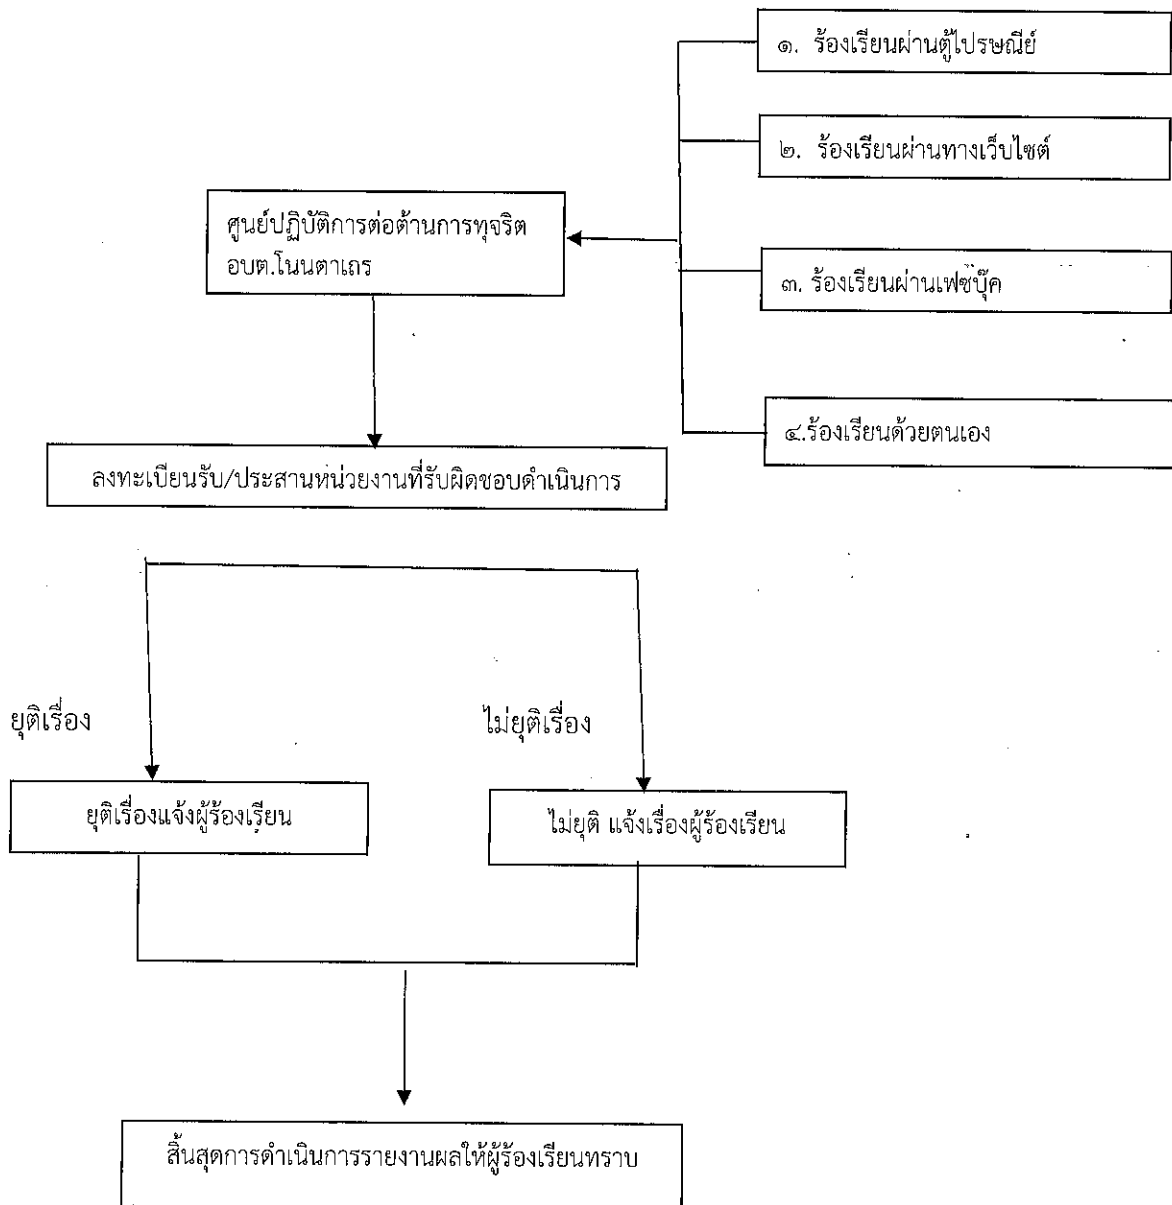 ๑. ร้องเรียนผ่านตู้ไปรษณีย์
๒. ร้องเรียนผ่านทางเว็บไซต์
ศูนย์ปฏิบัติการต่อต้านการทุจริต
อบต.โนนตาเถร
๓. ร้องเรียนผ่านเฟซบุ๊ค
๔.ร้องเรียนด้วยตนเอง
ลงทะเบียนรับ/ประสานหน่วยงานที่รับผิดชอบดำเนินการ
ยุติเรื่อง
ไม่ยุติเรื่อง
ยุติเรื่องแจ้งผู้ร้องเรียน
ไม่ยุติ แจ้งเรื่องผู้ร้องเรียน
สิ้นสุดการดำเนินการรายงานผลให้ผู้ร้องเรียนทราบ